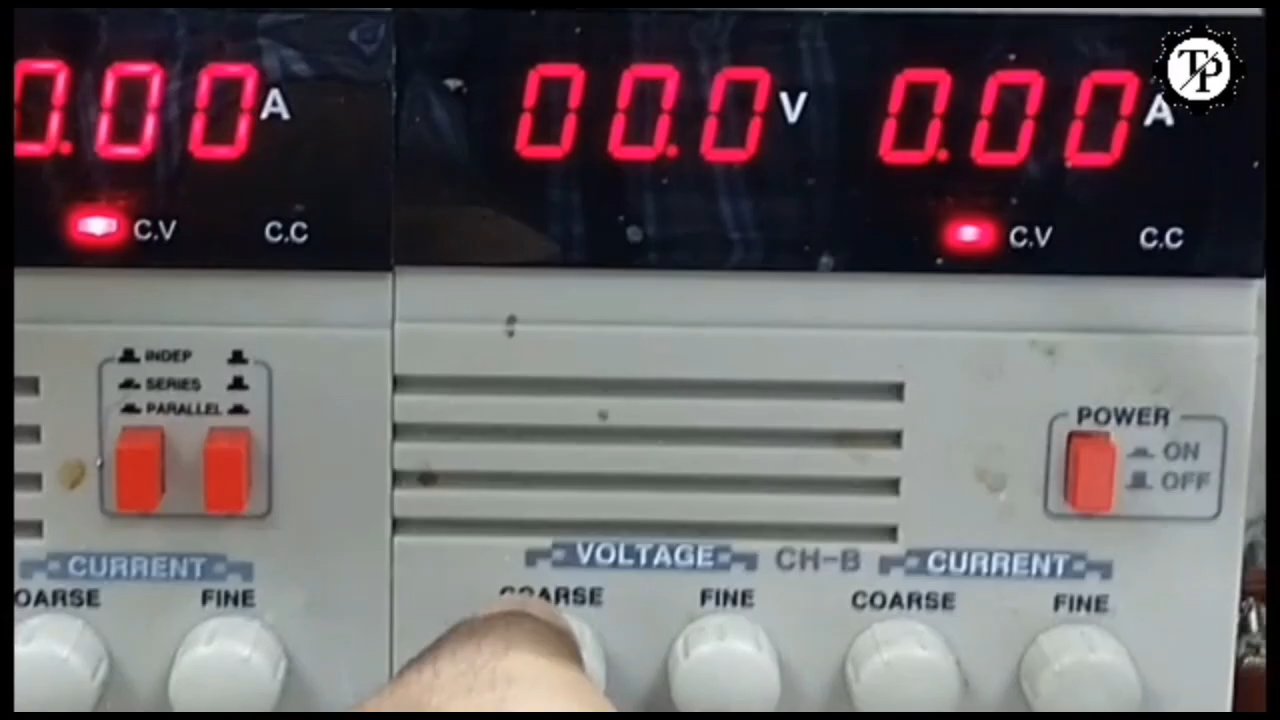 0.00 A 00.0 V 0.00 A
C.V C.C C.V C.C
INDEP
SERIES
PARALLEL
POWER
ON
OFF
CURRENT VOLTAGE CH-B CURRENT
OARSE FINE COARSE FINE COARSE FINE
TP